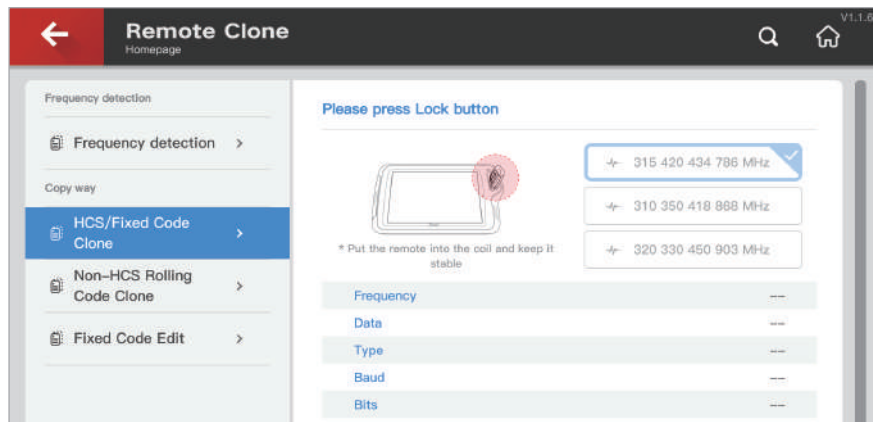 Remote Clone
Homepage
V1.1.6
Frequency detection
Frequency detection
Copy way
HCS/Fixed Code
Clone
Non-HCS Rolling
Code Clone
Fixed Code Edit
Please press Lock button
* Put the remote into the coil and keep it
stable
315 420 434 786 MHz
310 350 418 868 MHz
320 330 450 903 MHz
Frequency --
Data --
Type --
Baud --
Bits --